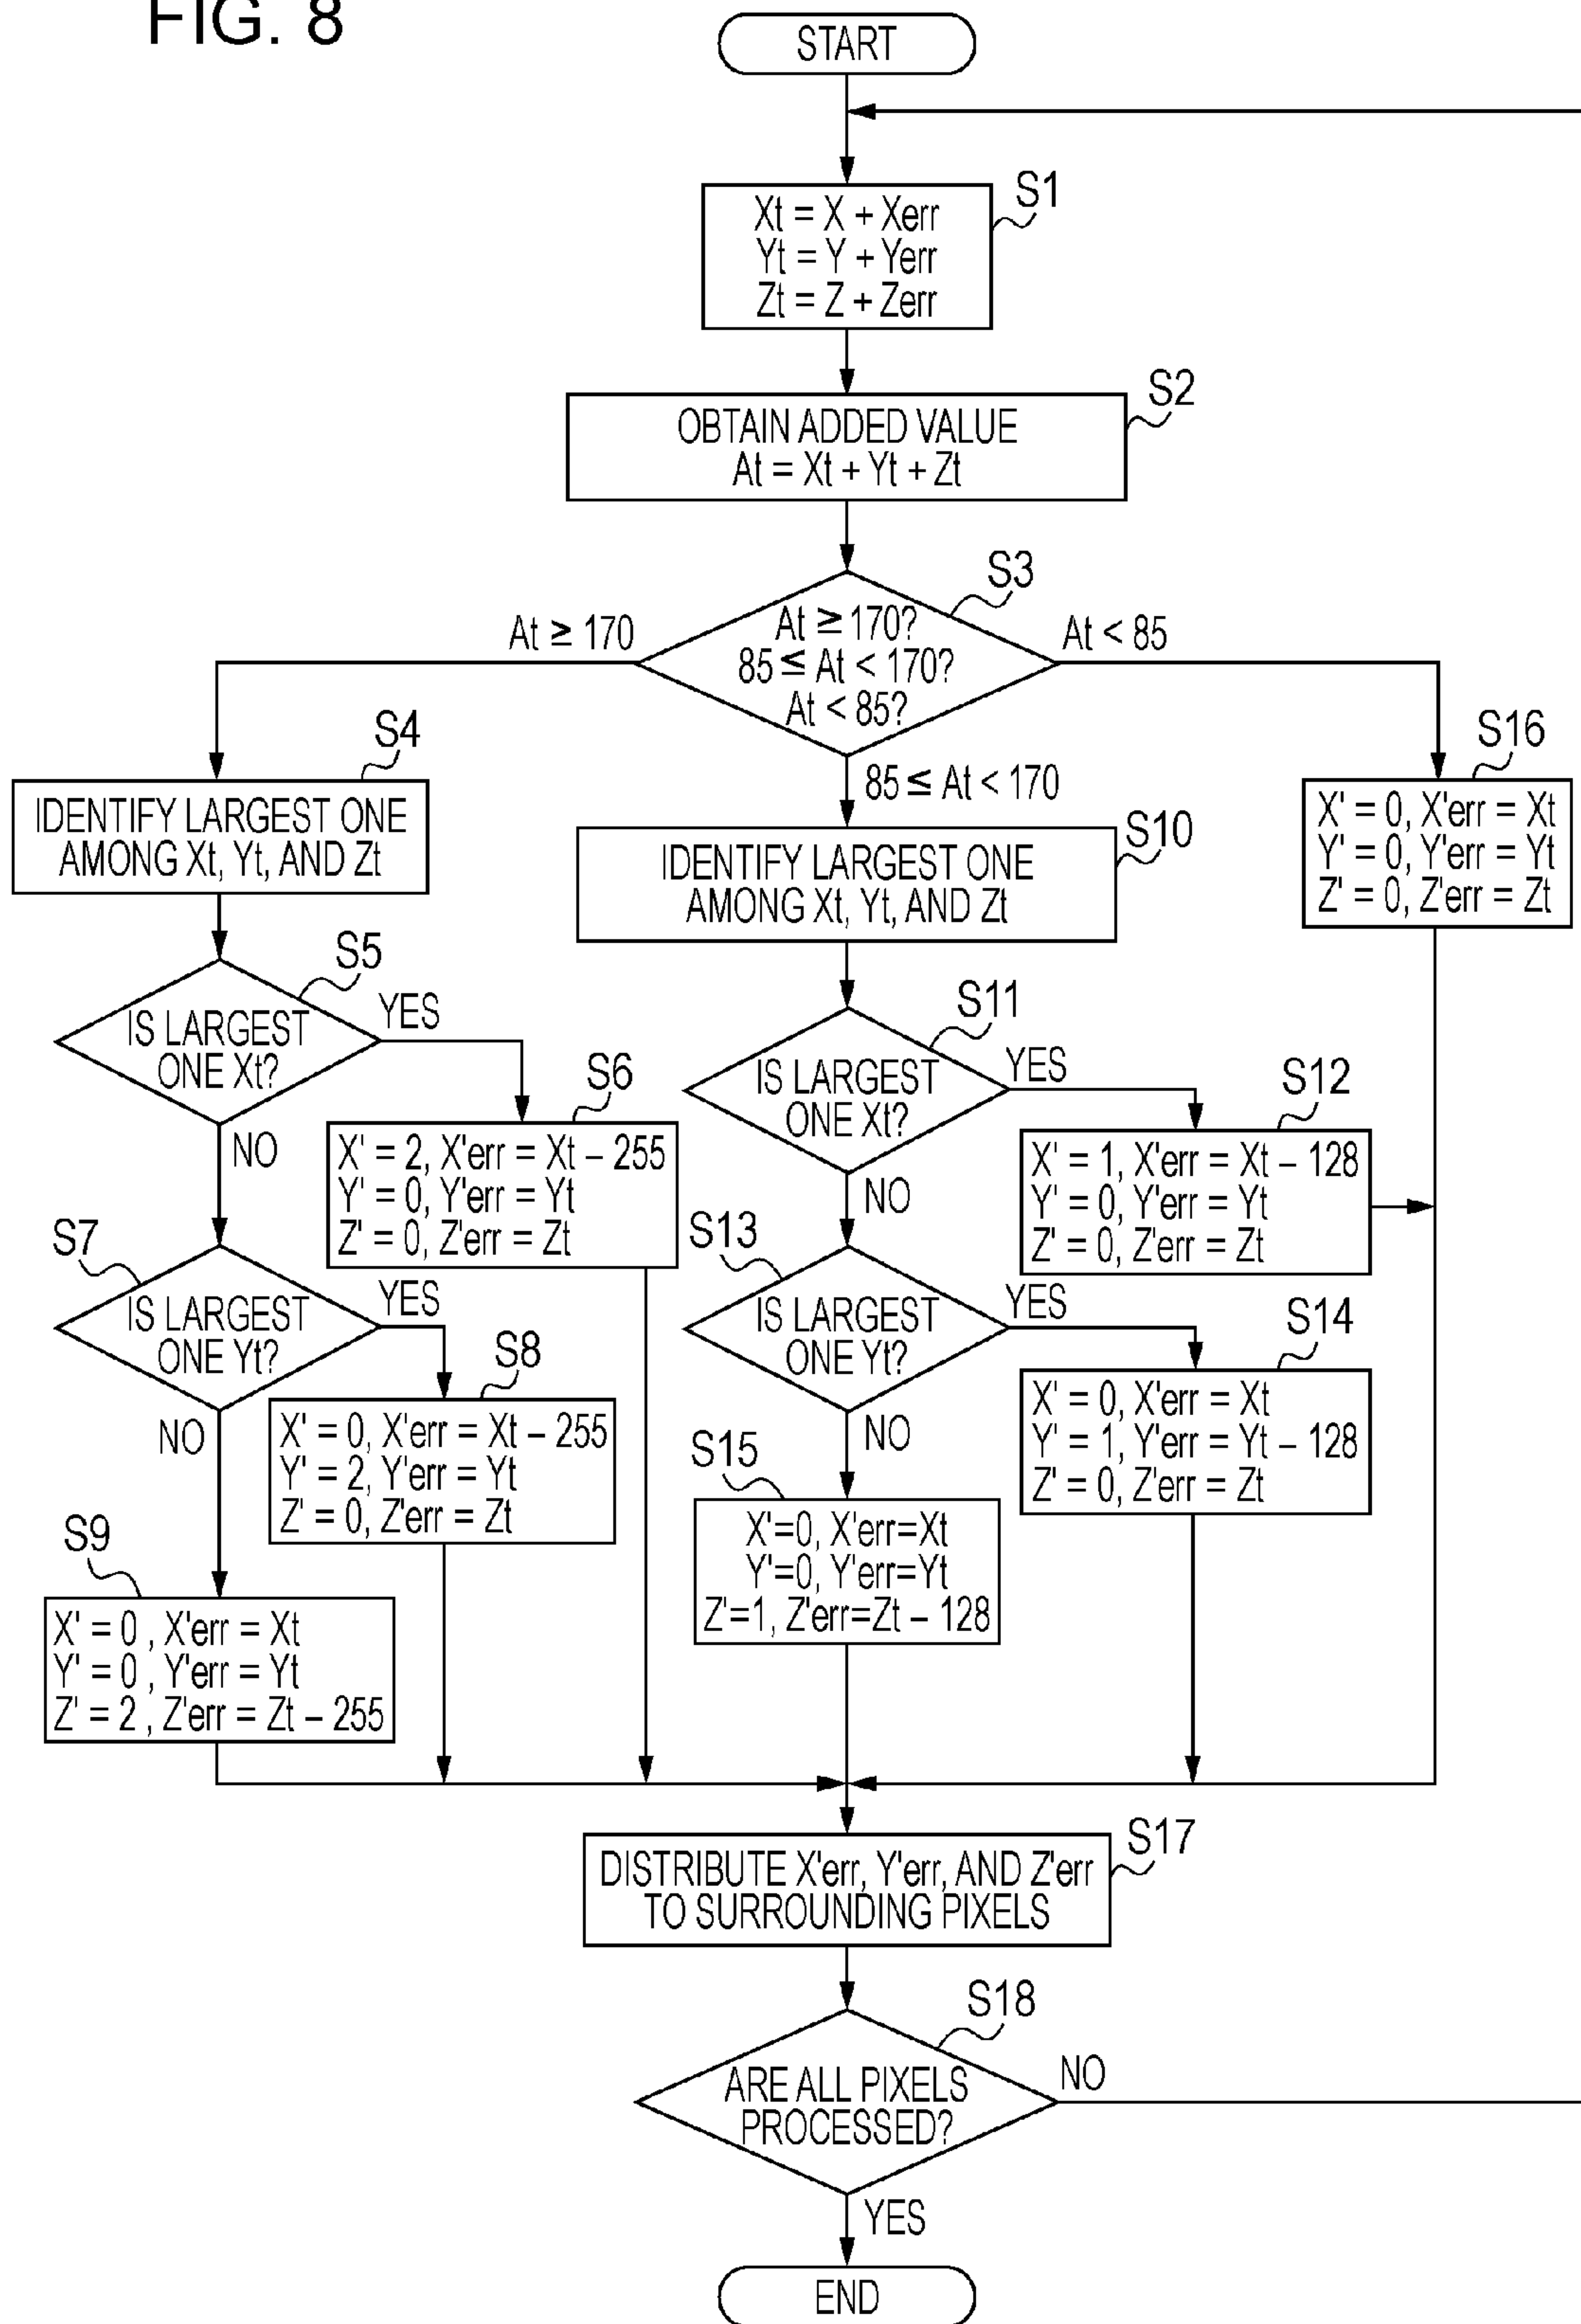 FIG. 8
START
S1
Xt = X + Xerr
Yt = Y + Yerr
Zt = Z + Zerr
S2
OBTAIN ADDED VALUE
At = Xt + Yt + Zt
S3
At ≥ 170?
85 ≤ At < 170?
At < 85?
At ≥ 170
At < 85
85 ≤ At < 170
S4
IDENTIFY LARGEST ONE
AMONG Xt, Yt, AND Zt
S5
IS LARGEST
ONE Xt?
YES
NO
S6
X' = 2, X'err = Xt – 255
Y' = 0, Y'err = Yt
Z' = 0, Z'err = Zt
S7
IS LARGEST
ONE Yt?
YES
NO
S8
X' = 0, X'err = Xt – 255
Y' = 2, Y'err = Yt
Z' = 0, Z'err = Zt
S9
X' = 0 , X'err = Xt
Y' = 0 , Y'err = Yt
Z' = 2 , Z'err = Zt – 255
S10
IDENTIFY LARGEST ONE
AMONG Xt, Yt, AND Zt
S11
IS LARGEST
ONE Xt?
YES
NO
S12
X' = 1, X'err = Xt – 128
Y' = 0, Y'err = Yt
Z' = 0, Z'err = Zt
S13
IS LARGEST
ONE Yt?
YES
NO
S14
X' = 0, X'err = Xt
Y' = 1, Y'err = Yt – 128
Z' = 0, Z'err = Zt
S15
X'=0, X'err=Xt
Y'=0, Y'err=Yt
Z'=1, Z'err=Zt – 128
S16
X' = 0, X'err = Xt
Y' = 0, Y'err = Yt
Z' = 0, Z'err = Zt
S17
DISTRIBUTE X'err, Y'err, AND Z'err
TO SURROUNDING PIXELS
S18
ARE ALL PIXELS
PROCESSED?
NO
YES
END